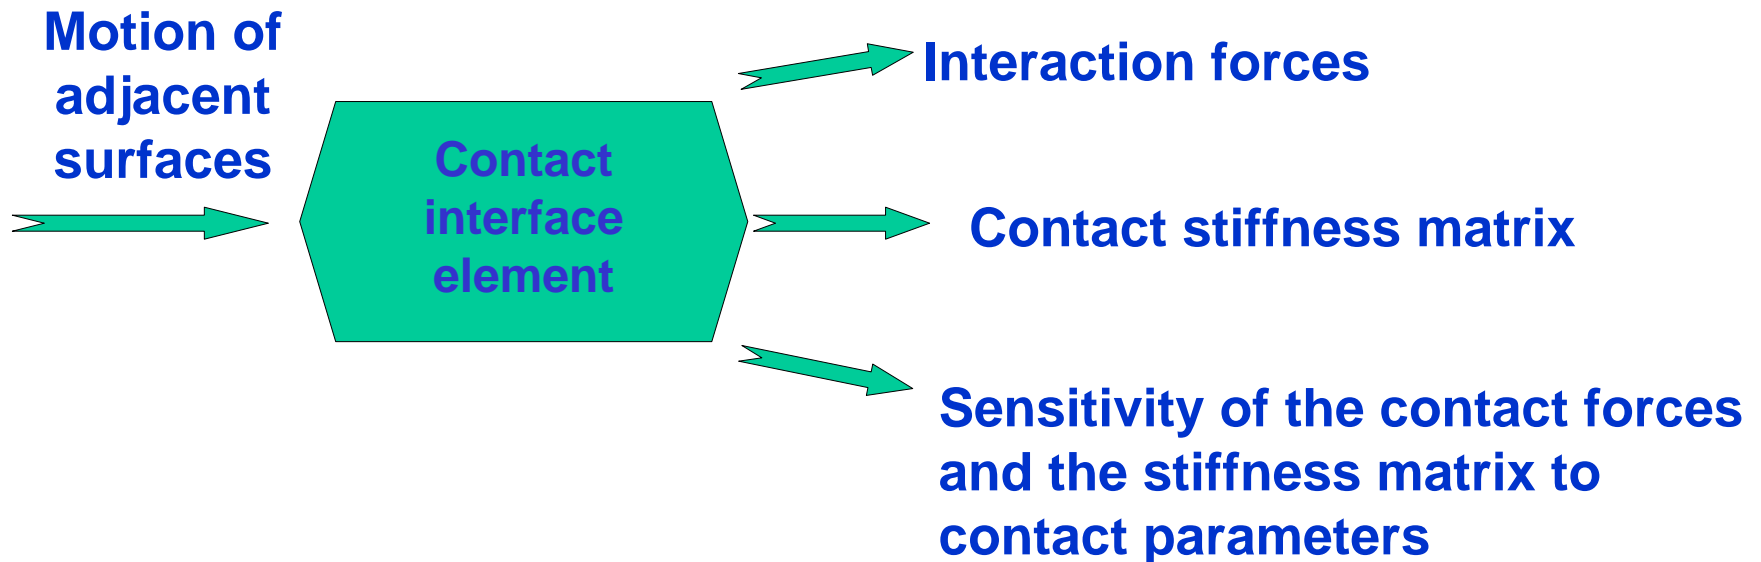 Motion of
adjacent
surfaces
Contact
interface
element
Interaction forces
Contact stiffness matrix
Sensitivity of the contact forces
and the stiffness matrix to
contact parameters